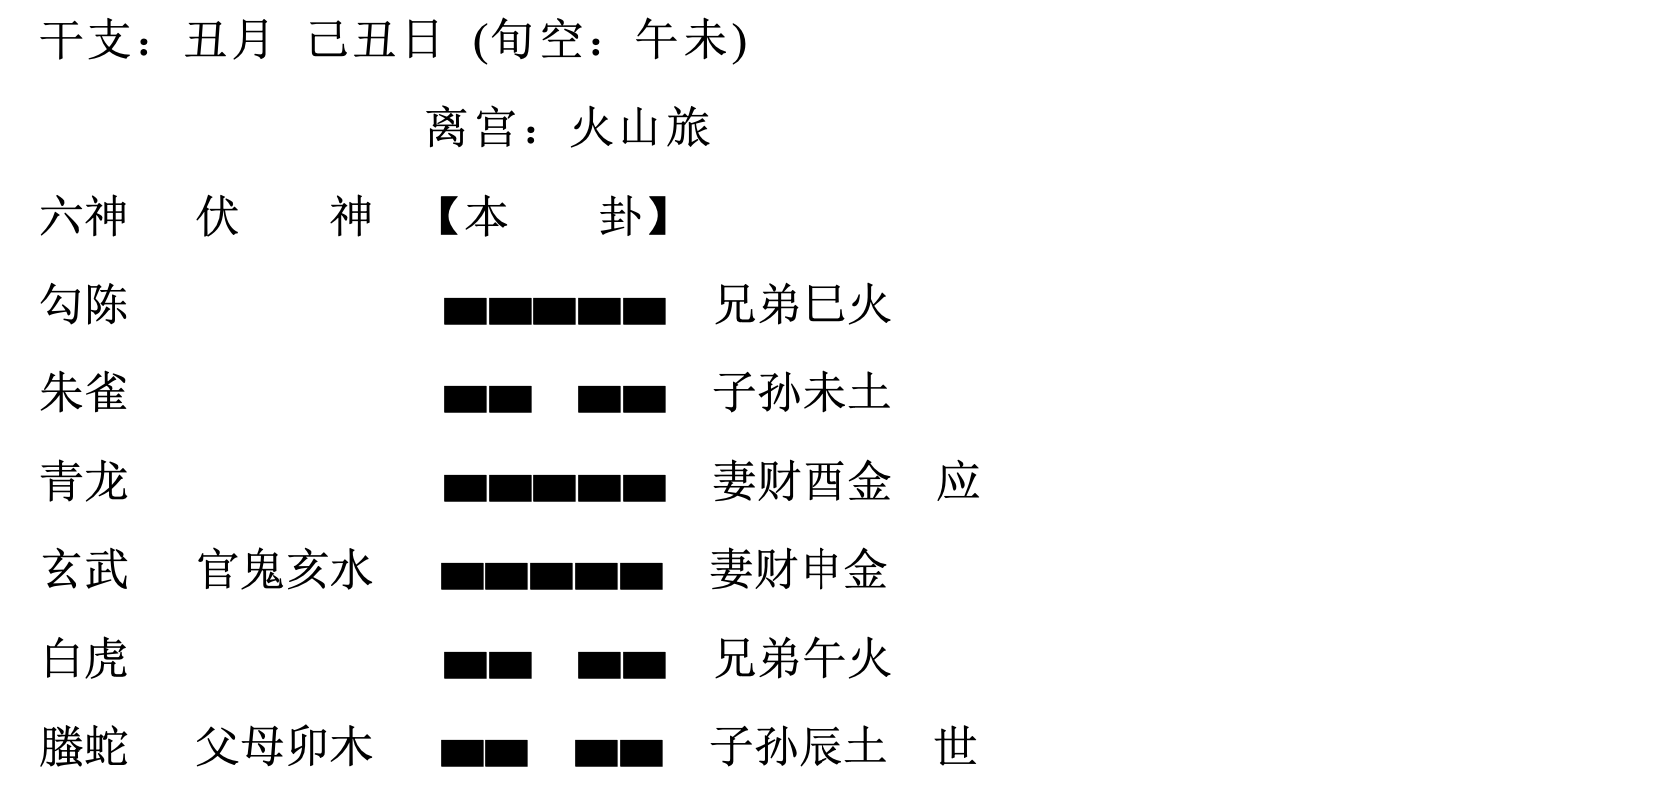 干支：丑月 己丑日 (旬空：午未)
离宫：火山旅
六神 伏 神 【本 卦】
勾陈 兄弟巳火
朱雀 子孙未土
青龙 妻财酉金 应
玄武 官鬼亥水 妻财申金
白虎 兄弟午火
螣蛇 父母卯木 子孙辰土 世